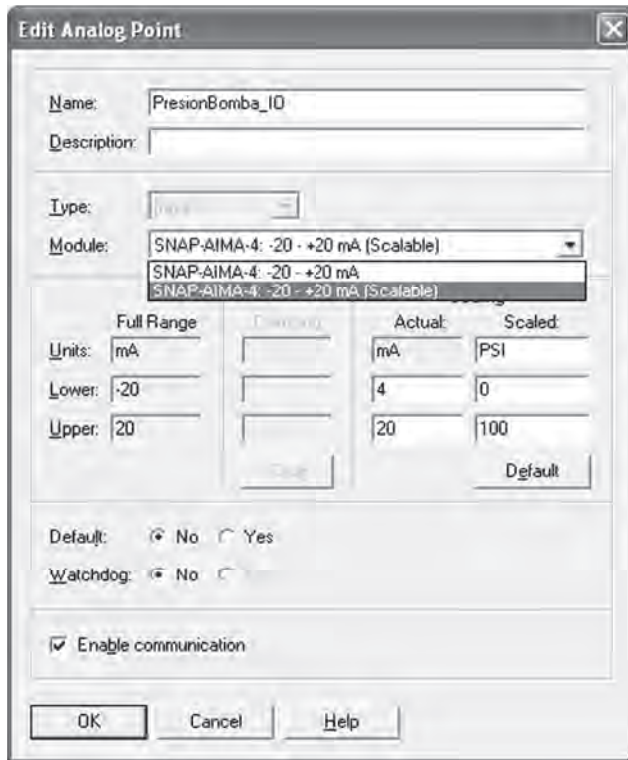 Edit Analog Point
Name: PresionBomba_IO
Description:
Type:
Module: SNAP-AIMA-4: -20 - +20 mA (Scalable)
SNAP-AIMA-4: -20 - +20 mA
SNAP-AIMA-4: -20 - +20 mA (Scalable)
Full Range Actual: Scaled:
Units: mA mA PSI
Lower: -20 4 0
Upper: 20 20 100
Default
Default: No Yes
Watchdog: No
Enable communication
OK Cancel Help